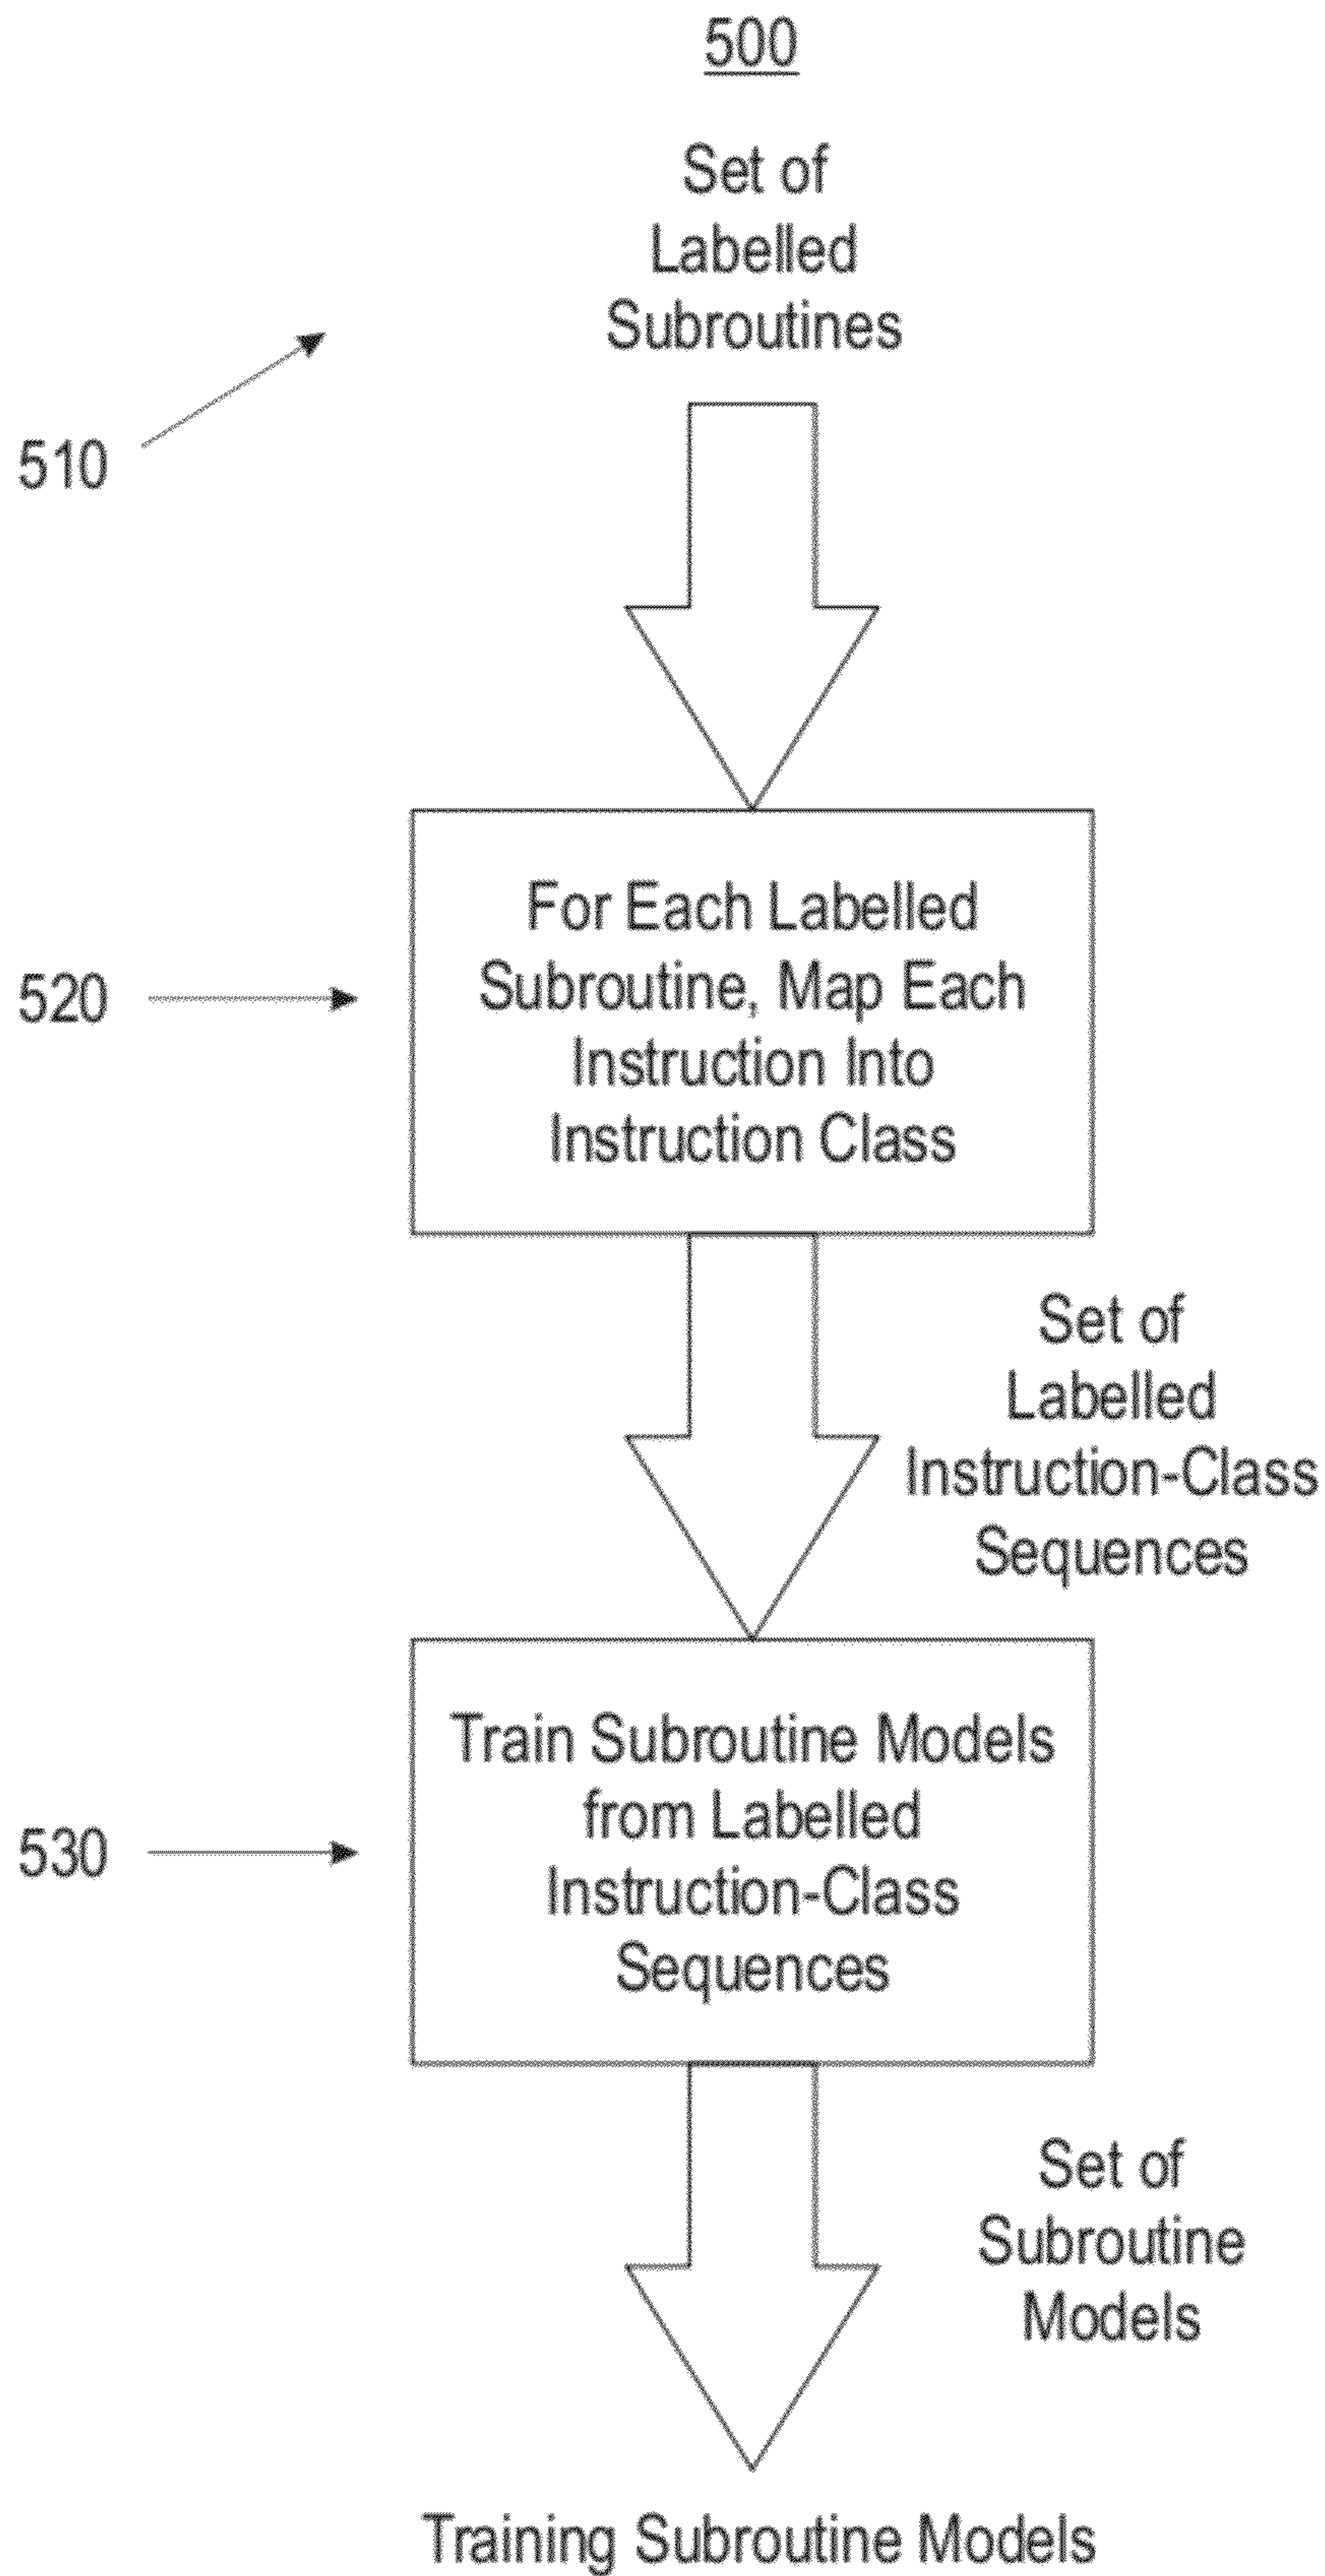 500
Set of
Labelled
Subroutines
510
For Each Labelled
Subroutine, Map Each
Instruction Into
Instruction Class
520
Set of
Labelled
Instruction-Class
Sequences
Train Subroutine Models
from Labelled
Instruction-Class
Sequences
530
Set of
Subroutine
Models
Training Subroutine Models